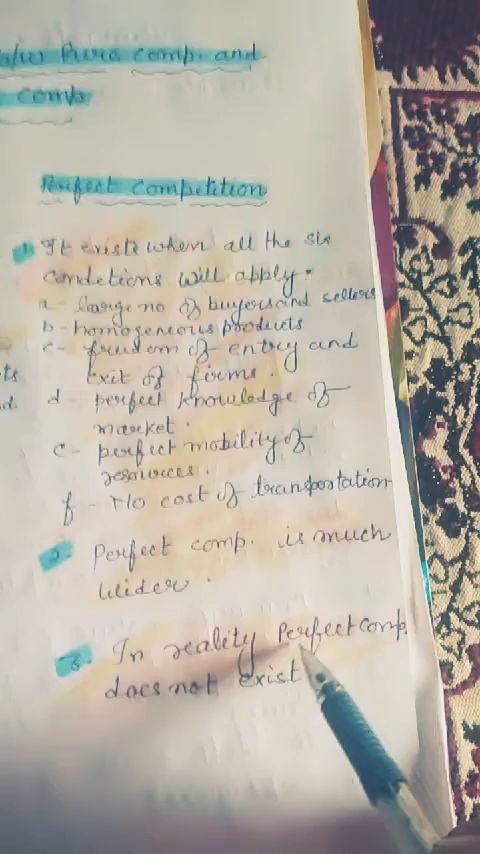 Pure comp. and
comp
Perfect Competition
1. It exists when all the six
condetions will apply.
a- large no of buyers and sellers
b- homogeneous products
c- freedom of entry and
exit of firms.
d- perfect knowledge of
market.
e- perfect mobility of
resources.
f- No cost of transportation
2. Perfect comp. is much
wider.
3. In reality Perfect comp.
does not exist